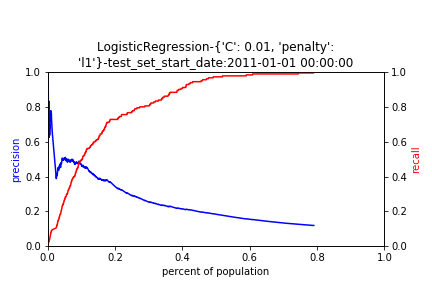 LogisticRegression-{'C': 0.01, 'penalty':
'l1'}-test_set_start_date:2011-01-01 00:00:00
1.0
0.8
0.6
0.4
0.2
0.0
precision
1.0
0.8
0.6
0.4
0.2
0.0
recall
0.0 0.2 0.4 0.6 0.8 1.0
percent of population